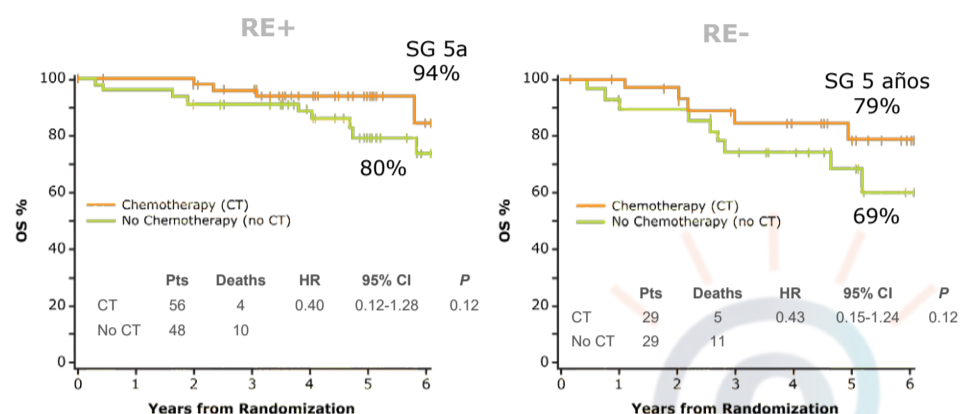 RE+
SG 5a
94%
100
80
60
40
20
0
OS %
80%
Chemotherapy (CT)
No Chemotherapy (no CT)
Pts Deaths HR 95% CI P
CT 56 4 0.40 0.12-1.28 0.12
No CT 48 10
0 1 2 3 4 5 6
Years from Randomization
RE-
SG 5 años
79%
100
80
60
40
20
0
OS %
Chemotherapy (CT)
No Chemotherapy (no CT)
69%
Pts Deaths HR 95% CI P
CT 29 5 0.43 0.15-1.24 0.12
No CT 29 11
0 1 2 3 4 5 6
Years from Randomization